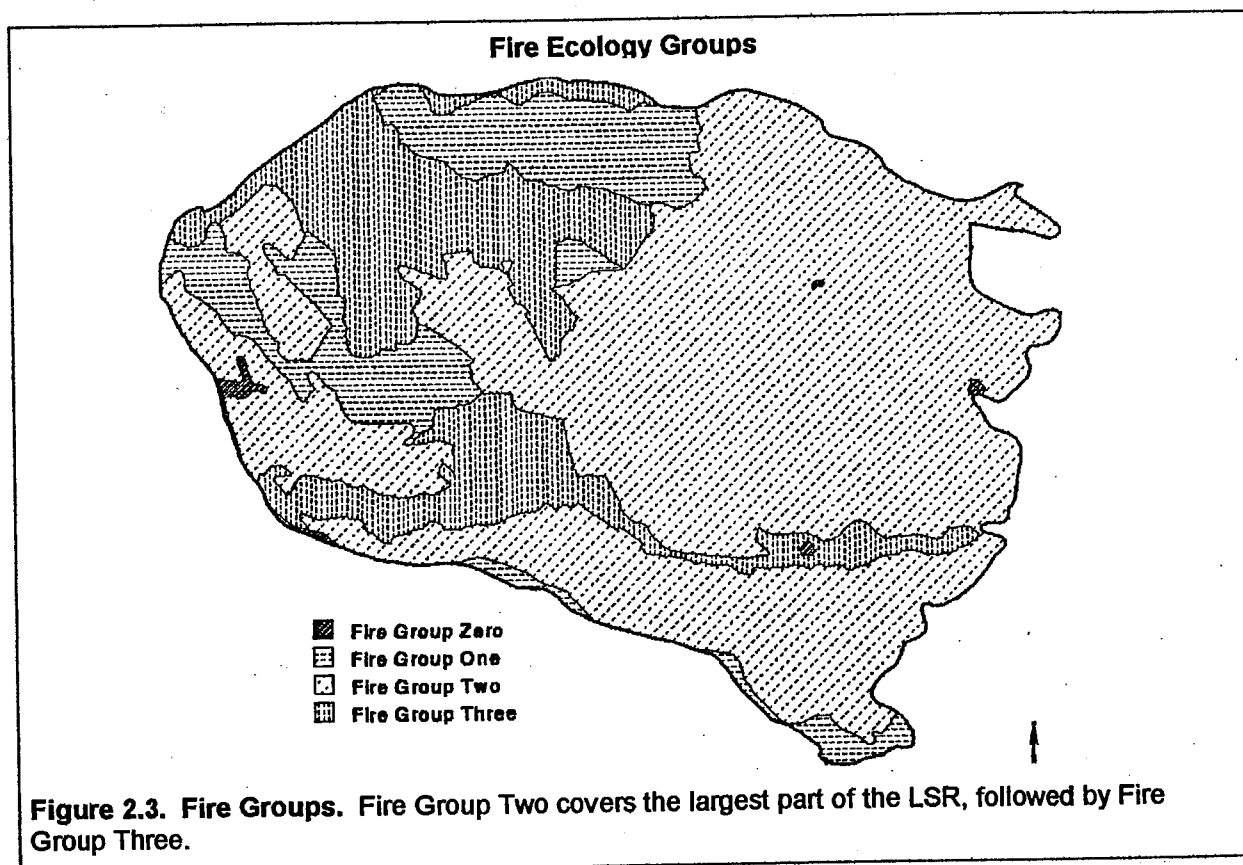 Fire Ecology Groups
Fire Group Zero
Fire Group One
Fire Group Two
Fire Group Three
Figure 2.3. Fire Groups. Fire Group Two covers the largest part of the LSR, followed by Fire
Group Three.